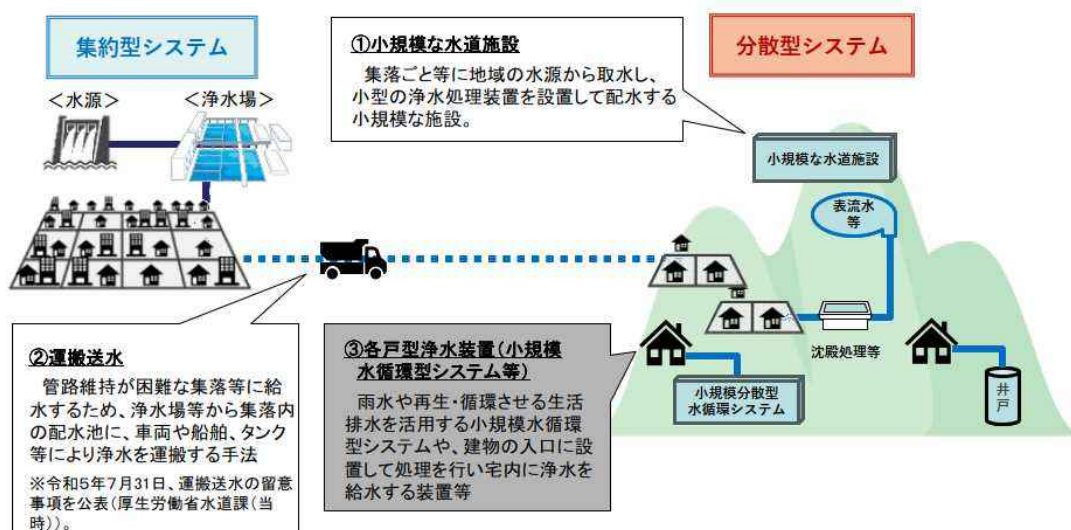 集約型システム
＜水源＞
＜浄水場＞
①小規模な水道施設
集落ごと等に地域の水源から取水し、
小型の浄水処理装置を設置して配水する
小規模な施設。
分散型システム
小規模な水道施設
表流水
等
沈殿処理等
小規模分散型
水循環システム
井戸
②運搬送水
管路維持が困難な集落等に給
水するため、浄水場等から集落内
の配水池に、車両や船舶、タンク
等により浄水を運搬する手法
※令和5年7月31日、運搬送水の留意
事項を公表(厚生労働省水道課(当
時))。
③各戸型浄水装置(小規模
水循環型システム等)
雨水や再生・循環させる生活
排水を活用する小規模水循環
型システムや、建物の入口に設
置して処理を行い宅内に浄水を
給水する装置等